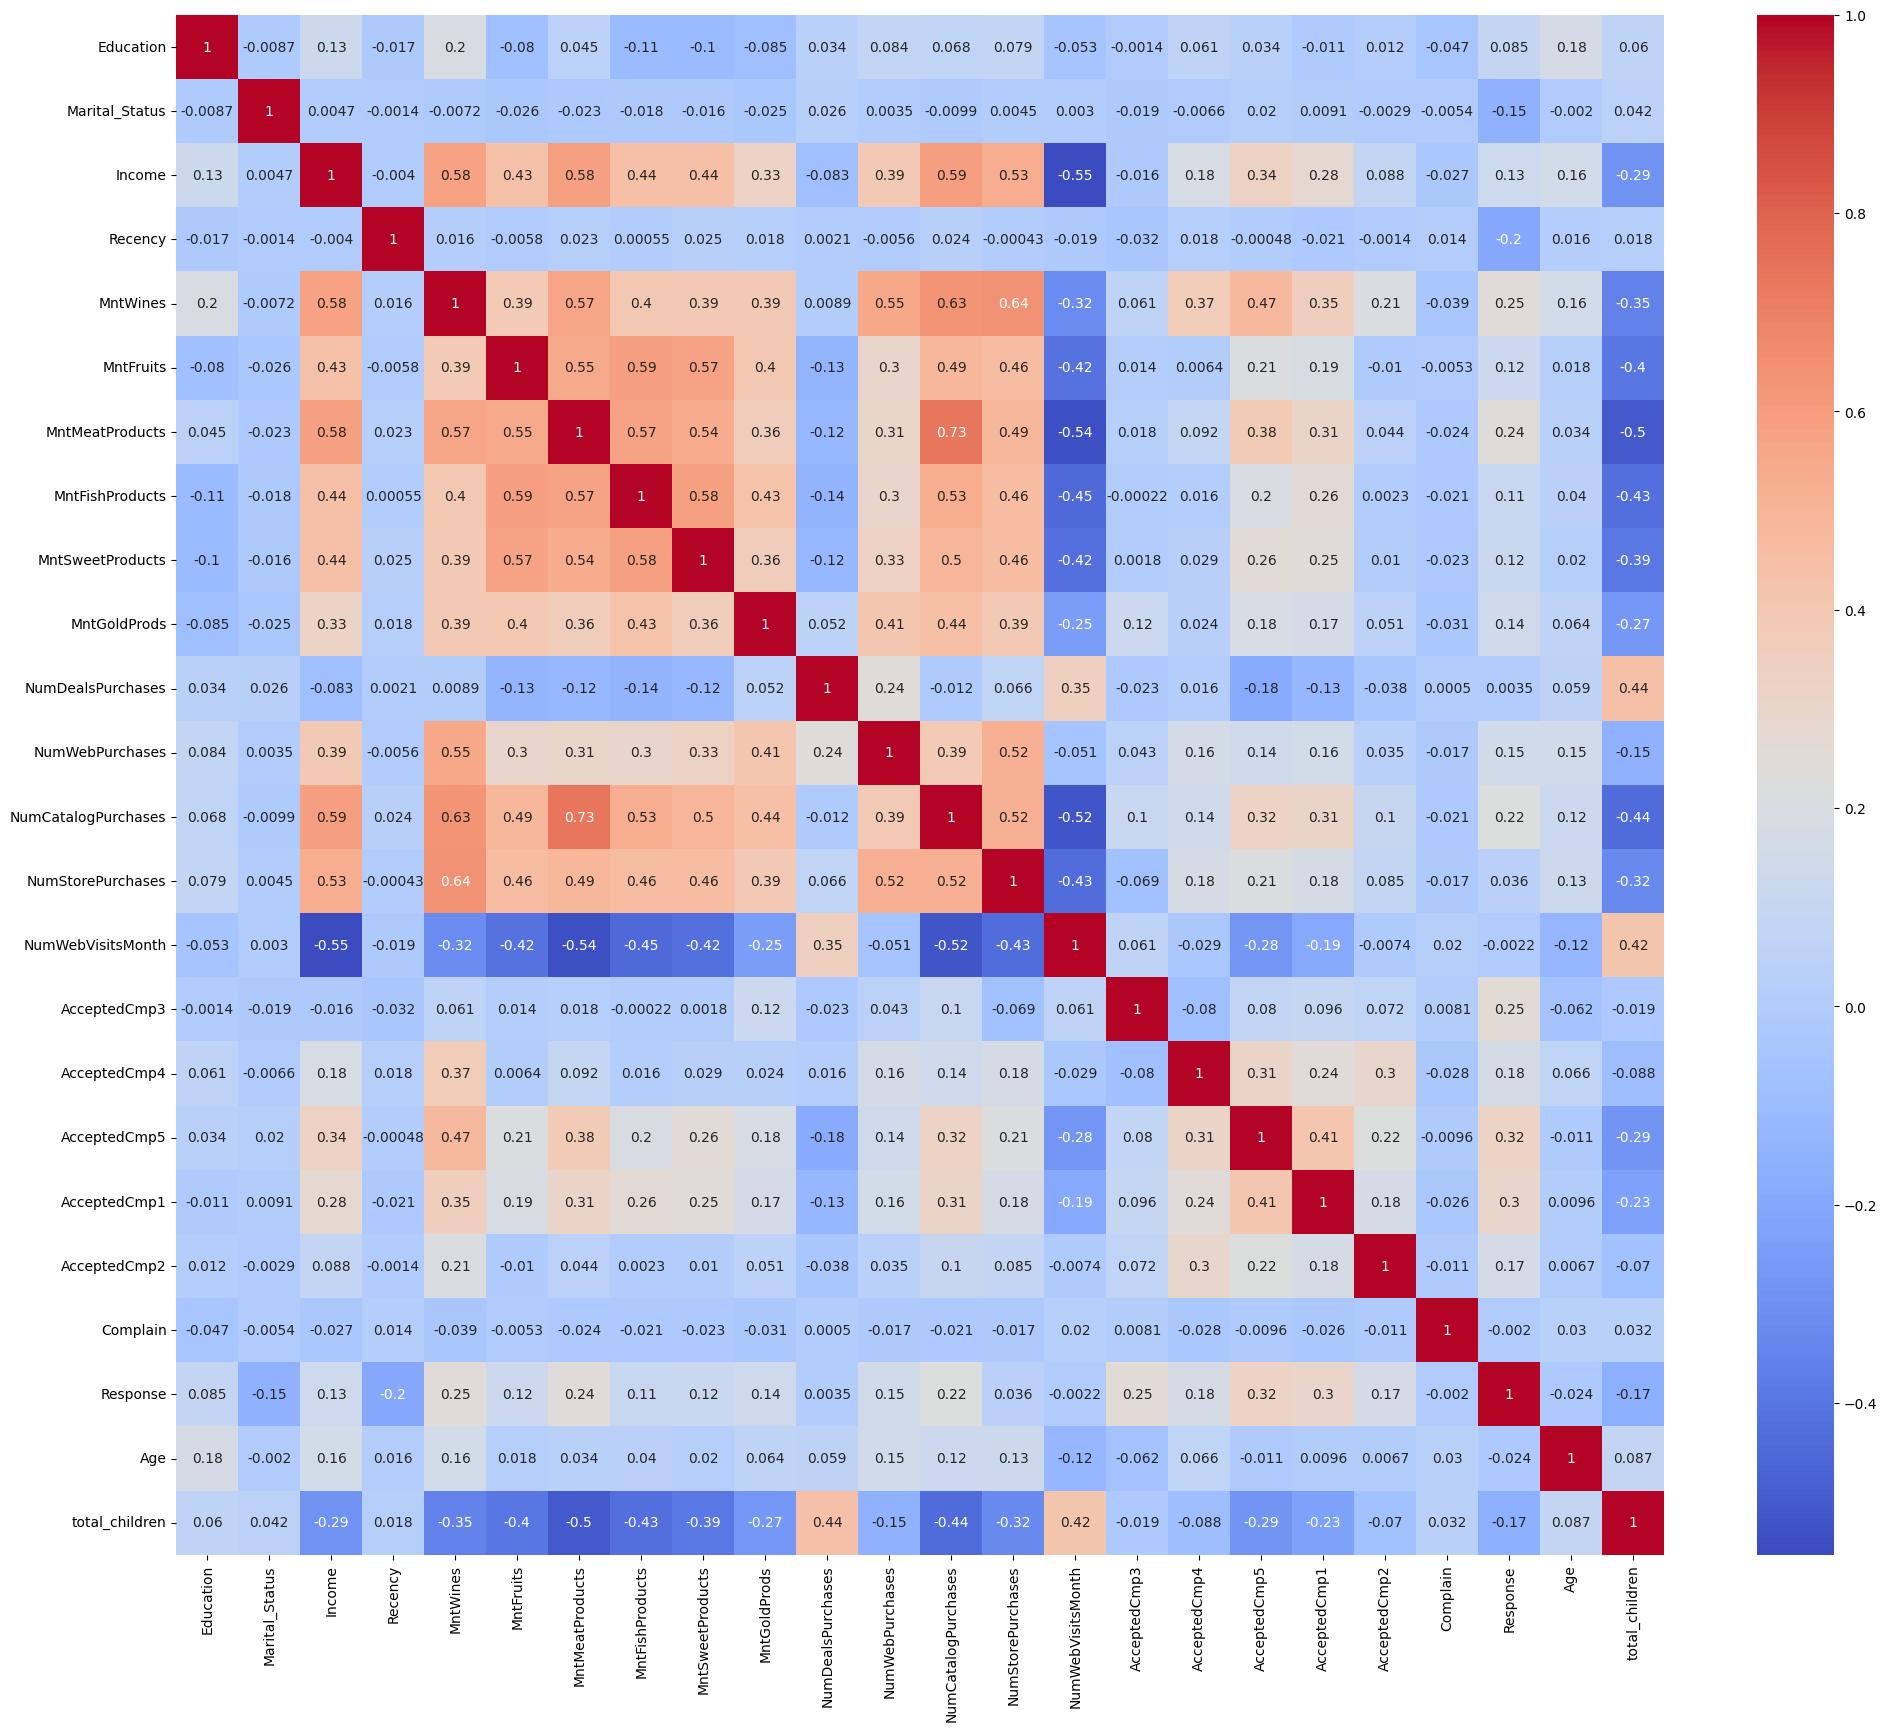 Education 1 -0.0087 0.13 -0.017 0.2 -0.08 0.045 -0.11 -0.1 -0.085 0.034 0.084 0.068 0.079 -0.053 -0.0014 0.061 0.034 -0.011 0.012 -0.047 0.085 0.18 0.06
Marital_Status -0.0087 1 0.0047 -0.0014 -0.0072 -0.026 -0.023 -0.018 -0.016 -0.025 0.026 0.0035 -0.0099 0.0045 0.003 -0.019 -0.0066 0.02 0.0091 -0.0029 -0.0054 -0.15 -0.002 0.042
Income 0.13 0.0047 1 -0.004 0.58 0.43 0.58 0.44 0.44 0.33 -0.083 0.39 0.59 0.53 -0.55 -0.016 0.18 0.34 0.28 0.088 -0.027 0.13 0.16 -0.29
Recency -0.017 -0.0014 -0.004 1 0.016 -0.0058 0.023 0.00055 0.025 0.018 0.0021 -0.0056 0.024 -0.00043 -0.019 -0.032 0.018 -0.00048 -0.021 -0.0014 0.014 -0.2 0.016 0.018
MntWines 0.2 -0.0072 0.58 0.016 1 0.39 0.57 0.4 0.39 0.39 0.0089 0.55 0.63 0.64 -0.32 0.061 0.37 0.47 0.35 0.21 -0.039 0.25 0.16 -0.35
MntFruits -0.08 -0.026 0.43 -0.0058 0.39 1 0.55 0.59 0.57 0.4 -0.13 0.3 0.49 0.46 -0.42 0.014 0.0064 0.21 0.19 -0.01 -0.0053 0.12 0.018 -0.4
MntMeatProducts 0.045 -0.023 0.58 0.023 0.57 0.55 1 0.57 0.54 0.36 -0.12 0.31 0.73 0.49 -0.54 0.018 0.092 0.38 0.31 0.044 -0.024 0.24 0.034 -0.5
MntFishProducts -0.11 -0.018 0.44 0.00055 0.4 0.59 0.57 1 0.58 0.43 -0.14 0.3 0.53 0.46 -0.45 -0.00022 0.016 0.2 0.26 0.0023 -0.021 0.11 0.04 -0.43
MntSweetProducts -0.1 -0.016 0.44 0.025 0.39 0.57 0.54 0.58 1 0.36 -0.12 0.33 0.5 0.46 -0.42 0.0018 0.029 0.26 0.25 0.01 -0.023 0.12 0.02 -0.39
MntGoldProds -0.085 -0.025 0.33 0.018 0.39 0.4 0.36 0.43 0.36 1 0.052 0.41 0.44 0.39 -0.25 0.12 0.024 0.18 0.17 0.051 -0.031 0.14 0.064 -0.27
NumDealsPurchases 0.034 0.026 -0.083 0.0021 0.0089 -0.13 -0.12 -0.14 -0.12 0.052 1 0.24 -0.012 0.066 0.35 -0.023 0.016 -0.18 -0.13 -0.038 0.0005 0.0035 0.059 0.44
NumWebPurchases 0.084 0.0035 0.39 -0.0056 0.55 0.3 0.31 0.3 0.33 0.41 0.24 1 0.39 0.52 -0.051 0.043 0.16 0.14 0.16 0.035 -0.017 0.15 0.15 -0.15
NumCatalogPurchases 0.068 -0.0099 0.59 0.024 0.63 0.49 0.73 0.53 0.5 0.44 -0.012 0.39 1 0.52 -0.52 0.1 0.14 0.32 0.31 0.1 -0.021 0.22 0.12 -0.44
NumStorePurchases 0.079 0.0045 0.53 -0.00043 0.64 0.46 0.49 0.46 0.46 0.39 0.066 0.52 0.52 1 -0.43 -0.069 0.18 0.21 0.18 0.085 -0.017 0.036 0.13 -0.32
NumWebVisitsMonth -0.053 0.003 -0.55 -0.019 -0.32 -0.42 -0.54 -0.45 -0.42 -0.25 0.35 -0.051 -0.52 -0.43 1 0.061 -0.029 -0.28 -0.19 -0.0074 0.02 -0.0022 -0.12 0.42
AcceptedCmp3 -0.0014 -0.019 -0.016 -0.032 0.061 0.014 0.018 -0.00022 0.0018 0.12 -0.023 0.043 0.1 -0.069 0.061 1 -0.08 0.08 0.096 0.072 0.0081 0.25 -0.062 -0.019
AcceptedCmp4 0.061 -0.0066 0.18 0.018 0.37 0.0064 0.092 0.016 0.029 0.024 0.016 0.16 0.14 0.18 -0.029 -0.08 1 0.31 0.24 0.3 -0.028 0.18 0.066 -0.088
AcceptedCmp5 0.034 0.02 0.34 -0.00048 0.47 0.21 0.38 0.2 0.26 0.18 -0.18 0.14 0.32 0.21 -0.28 0.08 0.31 1 0.41 0.22 -0.0096 0.32 -0.011 -0.29
AcceptedCmp1 -0.011 0.0091 0.28 -0.021 0.35 0.19 0.31 0.26 0.25 0.17 -0.13 0.16 0.31 0.18 -0.19 0.096 0.24 0.41 1 0.18 -0.026 0.3 0.0096 -0.23
AcceptedCmp2 0.012 -0.0029 0.088 -0.0014 0.21 -0.01 0.044 0.0023 0.01 0.051 -0.038 0.035 0.1 0.085 -0.0074 0.072 0.3 0.22 0.18 1 -0.011 0.17 0.0067 -0.07
Complain -0.047 -0.0054 -0.027 0.014 -0.039 -0.0053 -0.024 -0.021 -0.023 -0.031 0.0005 -0.017 -0.021 -0.017 0.02 0.0081 -0.028 -0.0096 -0.026 -0.011 1 -0.002 0.03 0.032
Response 0.085 -0.15 0.13 -0.2 0.25 0.12 0.24 0.11 0.12 0.14 0.0035 0.15 0.22 0.036 -0.0022 0.25 0.18 0.32 0.3 0.17 -0.002 1 -0.024 -0.17
Age 0.18 -0.002 0.16 0.016 0.16 0.018 0.034 0.04 0.02 0.064 0.059 0.15 0.12 0.13 -0.12 -0.062 0.066 -0.011 0.0096 0.0067 0.03 -0.024 1 0.087
total_children 0.06 0.042 -0.29 0.018 -0.35 -0.4 -0.5 -0.43 -0.39 -0.27 0.44 -0.15 -0.44 -0.32 0.42 -0.019 -0.088 -0.29 -0.23 -0.07 0.032 -0.17 0.087 1
Education
Marital_Status
Income
Recency
MntWines
MntFruits
MntMeatProducts
MntFishProducts
MntSweetProducts
MntGoldProds
NumDealsPurchases
NumWebPurchases
NumCatalogPurchases
NumStorePurchases
NumWebVisitsMonth
AcceptedCmp3
AcceptedCmp4
AcceptedCmp5
AcceptedCmp1
AcceptedCmp2
Complain
Response
Age
total_children
1.0
0.8
0.6
0.4
0.2
0.0
−0.2
−0.4